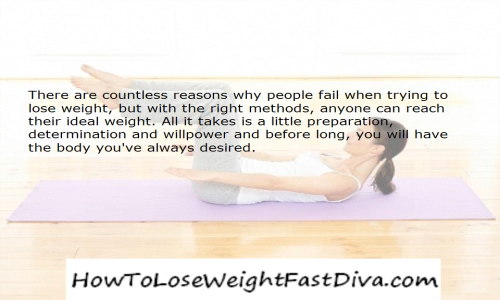 There are countless reasons why people fail when trying to
lose weight, but with the right methods, anyone can reach
their ideal weight. All it takes is a little preparation,
determination and willpower and before long, you will have
the body you've always desired.
HowToLoseWeightFastDiva.com